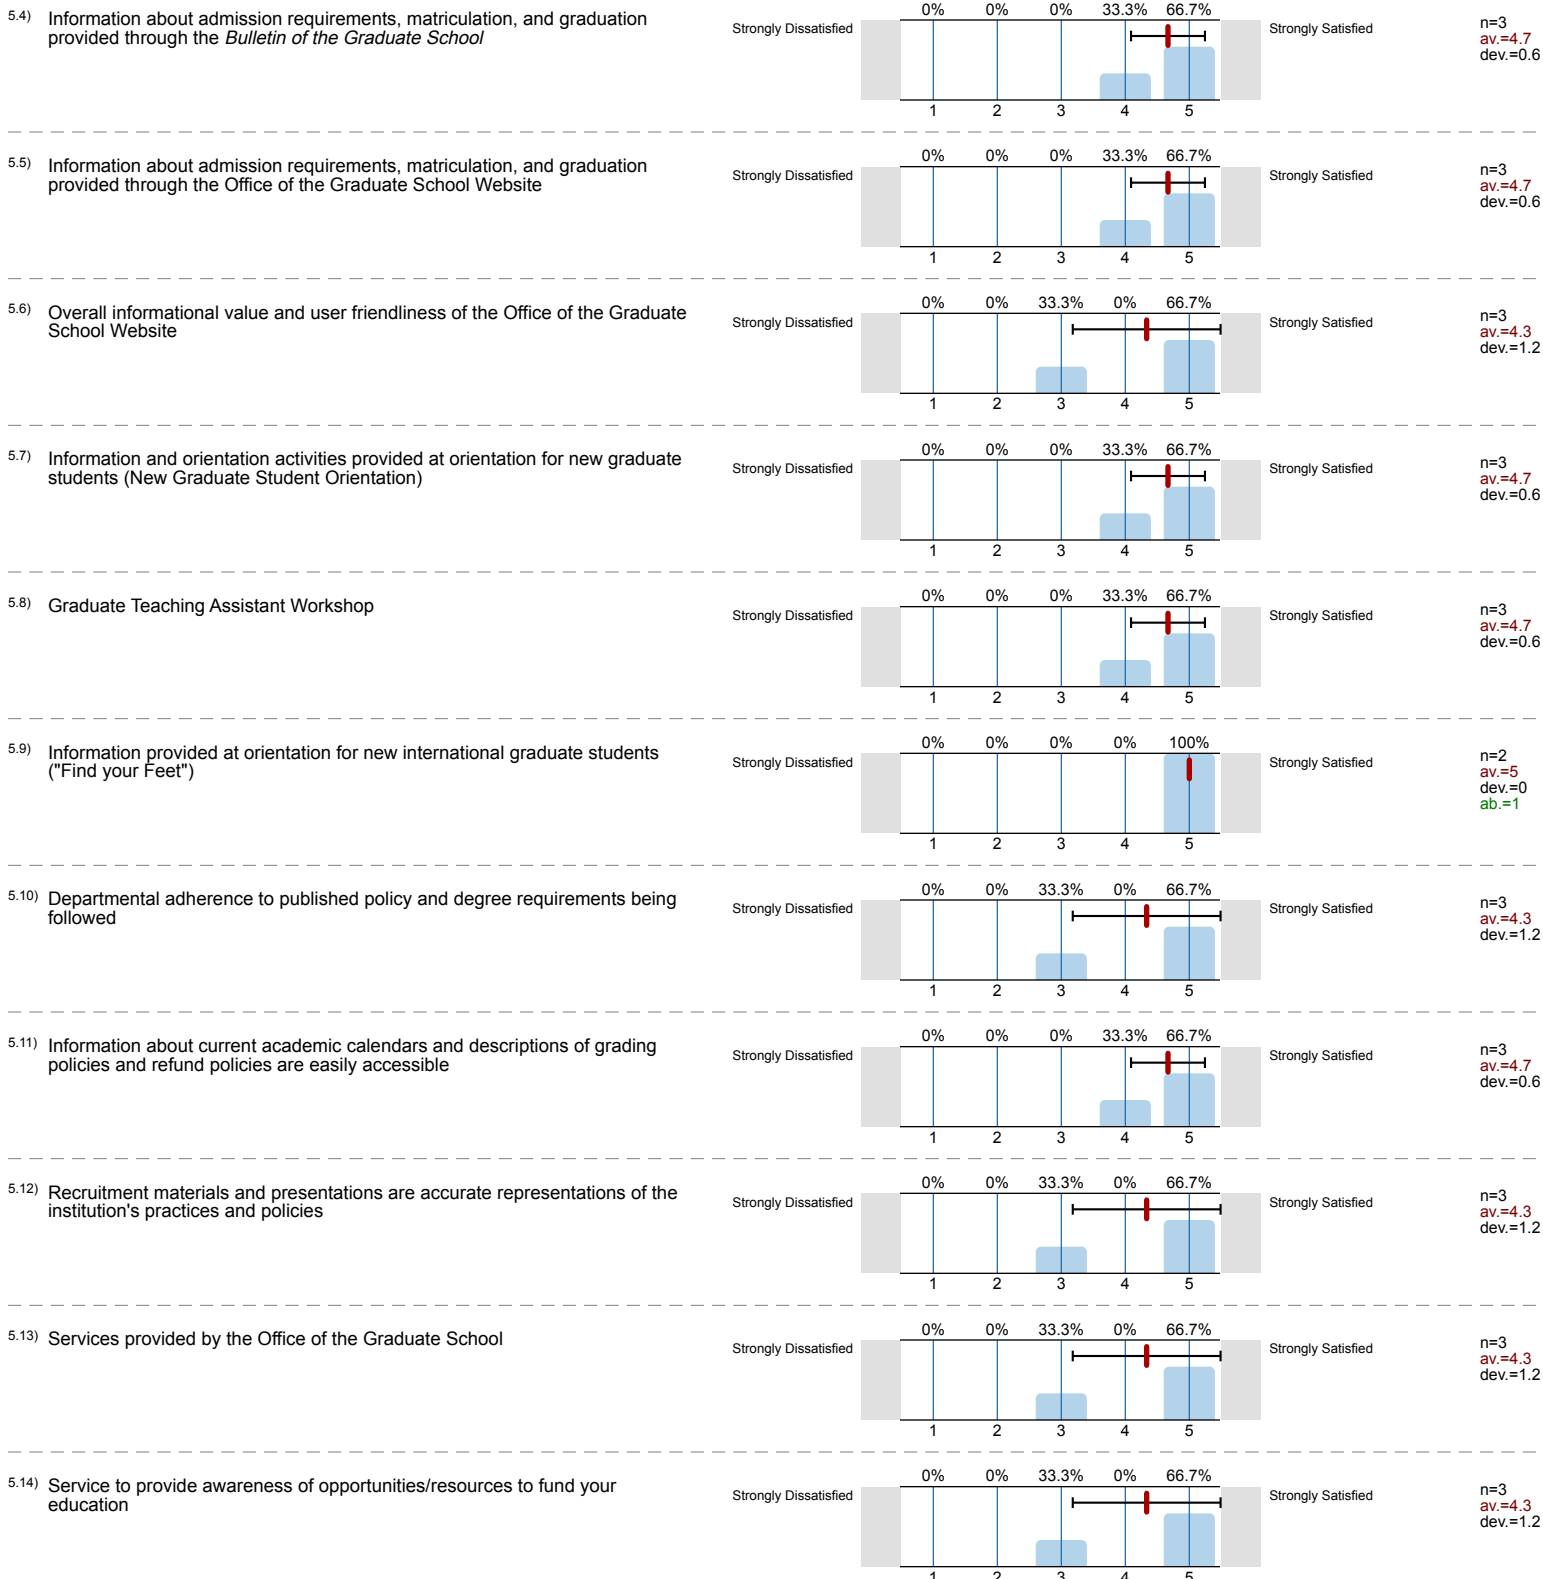 5.4) Information about admission requirements, matriculation, and graduation
provided through the Bulletin of the Graduate School
Strongly Dissatisfied
0% 0% 0% 33.3% 66.7%
1 2 3 4 5
Strongly Satisfied
n=3
av.=4.7
dev.=0.6
5.5) Information about admission requirements, matriculation, and graduation
provided through the Office of the Graduate School Website
Strongly Dissatisfied
0% 0% 0% 33.3% 66.7%
1 2 3 4 5
Strongly Satisfied
n=3
av.=4.7
dev.=0.6
5.6) Overall informational value and user friendliness of the Office of the Graduate
School Website
Strongly Dissatisfied
0% 0% 33.3% 0% 66.7%
1 2 3 4 5
Strongly Satisfied
n=3
av.=4.3
dev.=1.2
5.7) Information and orientation activities provided at orientation for new graduate
students (New Graduate Student Orientation)
Strongly Dissatisfied
0% 0% 0% 33.3% 66.7%
1 2 3 4 5
Strongly Satisfied
n=3
av.=4.7
dev.=0.6
5.8) Graduate Teaching Assistant Workshop
Strongly Dissatisfied
0% 0% 0% 33.3% 66.7%
1 2 3 4 5
Strongly Satisfied
n=3
av.=4.7
dev.=0.6
5.9) Information provided at orientation for new international graduate students
("Find your Feet")
Strongly Dissatisfied
0% 0% 0% 0% 100%
1 2 3 4 5
Strongly Satisfied
n=2
av.=5
dev.=0
ab.=1
5.10) Departmental adherence to published policy and degree requirements being
followed
Strongly Dissatisfied
0% 0% 33.3% 0% 66.7%
1 2 3 4 5
Strongly Satisfied
n=3
av.=4.3
dev.=1.2
5.11) Information about current academic calendars and descriptions of grading
policies and refund policies are easily accessible
Strongly Dissatisfied
0% 0% 0% 33.3% 66.7%
1 2 3 4 5
Strongly Satisfied
n=3
av.=4.7
dev.=0.6
5.12) Recruitment materials and presentations are accurate representations of the
institution's practices and policies
Strongly Dissatisfied
0% 0% 33.3% 0% 66.7%
1 2 3 4 5
Strongly Satisfied
n=3
av.=4.3
dev.=1.2
5.13) Services provided by the Office of the Graduate School
Strongly Dissatisfied
0% 0% 33.3% 0% 66.7%
1 2 3 4 5
Strongly Satisfied
n=3
av.=4.3
dev.=1.2
5.14) Service to provide awareness of opportunities/resources to fund your
education
Strongly Dissatisfied
0% 0% 33.3% 0% 66.7%
1 2 3 4 5
Strongly Satisfied
n=3
av.=4.3
dev.=1.2